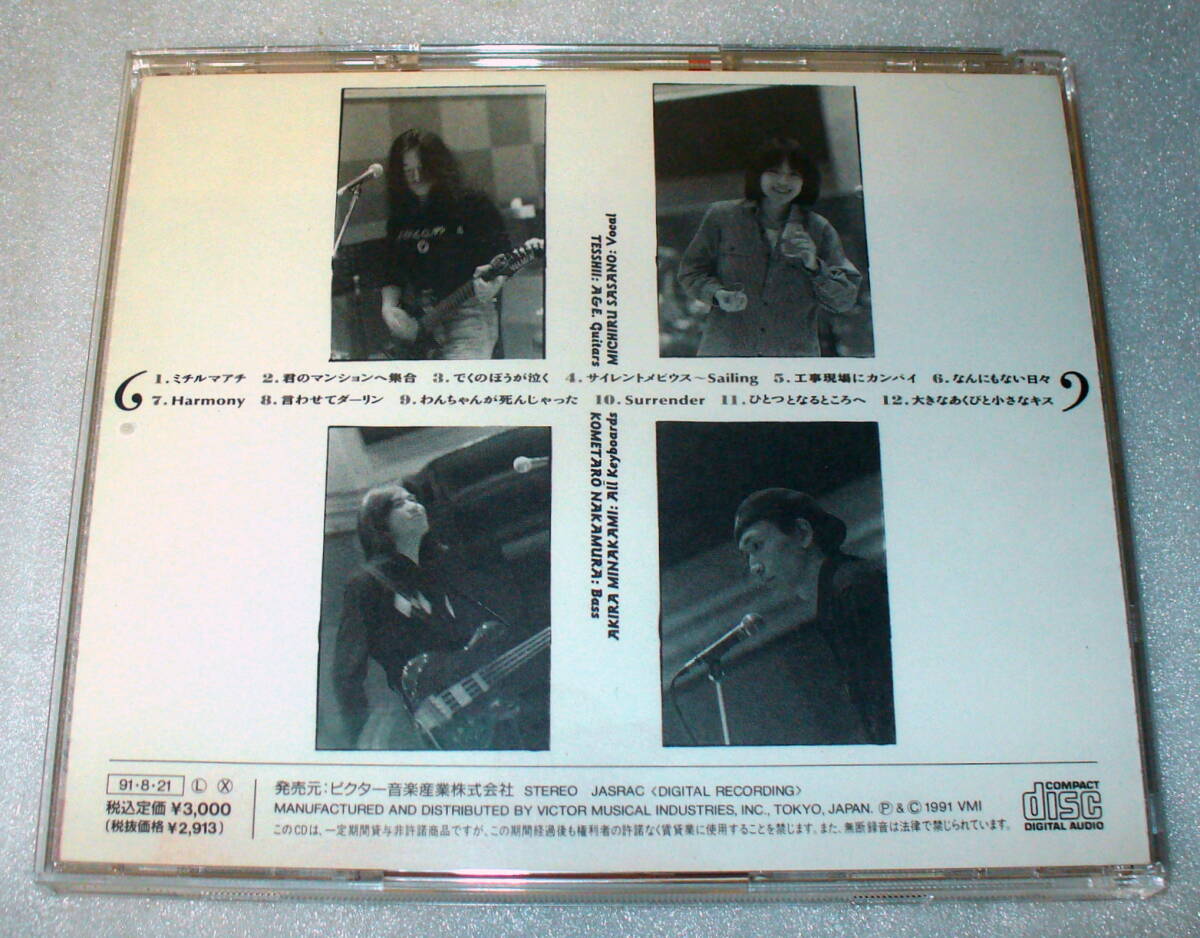 MICHIRU SASANO: Vocal
TESSHII: A&E. Guitars
1.ミチルマアチ 2.君のマンションへ集合 3.でくのぼうが泣く 4.サイレントメビウス〜Sailing 5.工事現場にカンパイ 6.なんにもない日々
7.Harmony 8.言わせてダーリン 9.わんちゃんが死んじゃった 10.Surrender 11.ひとつとなるところへ 12.大きなあくびと小さなキス
AKIRA MINAKAMI: All Keyboards
KOMETARŌ NAKAMURA: Bass
91・8・21 Ⓛ Ⓧ
税込定価 ¥3,000
(税抜価格 ¥2,913)
発売元:ビクター音楽産業株式会社 STEREO JASRAC 〈DIGITAL RECORDING〉
MANUFACTURED AND DISTRIBUTED BY VICTOR MUSICAL INDUSTRIES, INC., TOKYO, JAPAN. Ⓟ & © 1991 VMI
このCDは、一定期間貸与非許諾商品ですが、この期間経過後も権利者の許諾なく賃貸業に使用することを禁じます。また、無断録音は法律で禁じられています。
COMPACT
disc
DIGITAL AUDIO